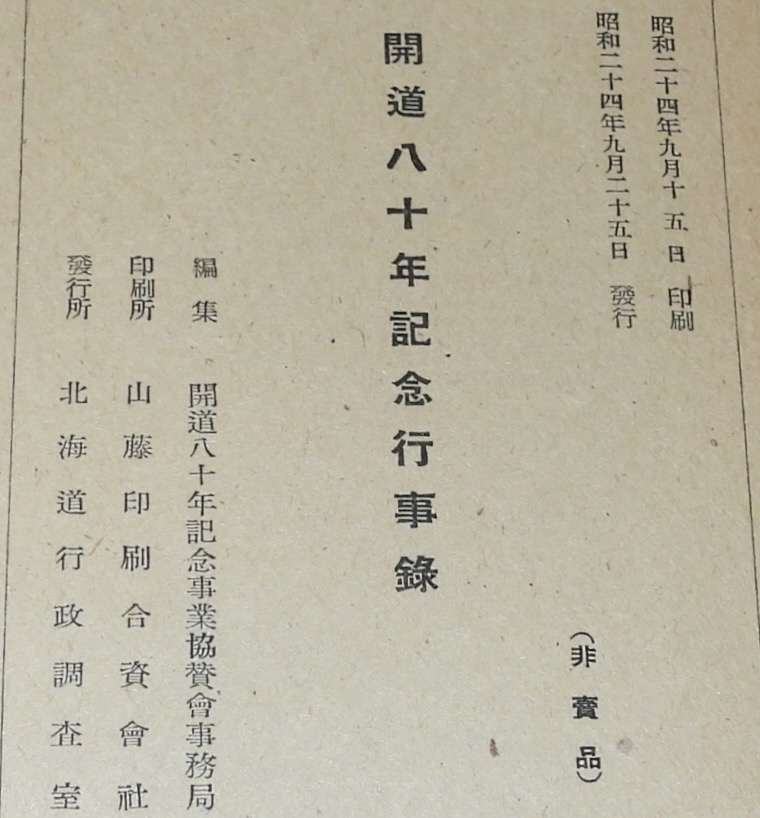 昭和二十四年九月十五日 印刷
昭和二十四年九月二十五日 發行
(非賣品)
開道八十年記念行事錄
編集 開道八十年記念事業協賛會事務局
印刷所 山藤印刷合資會社
發行所 北海道行政調査室